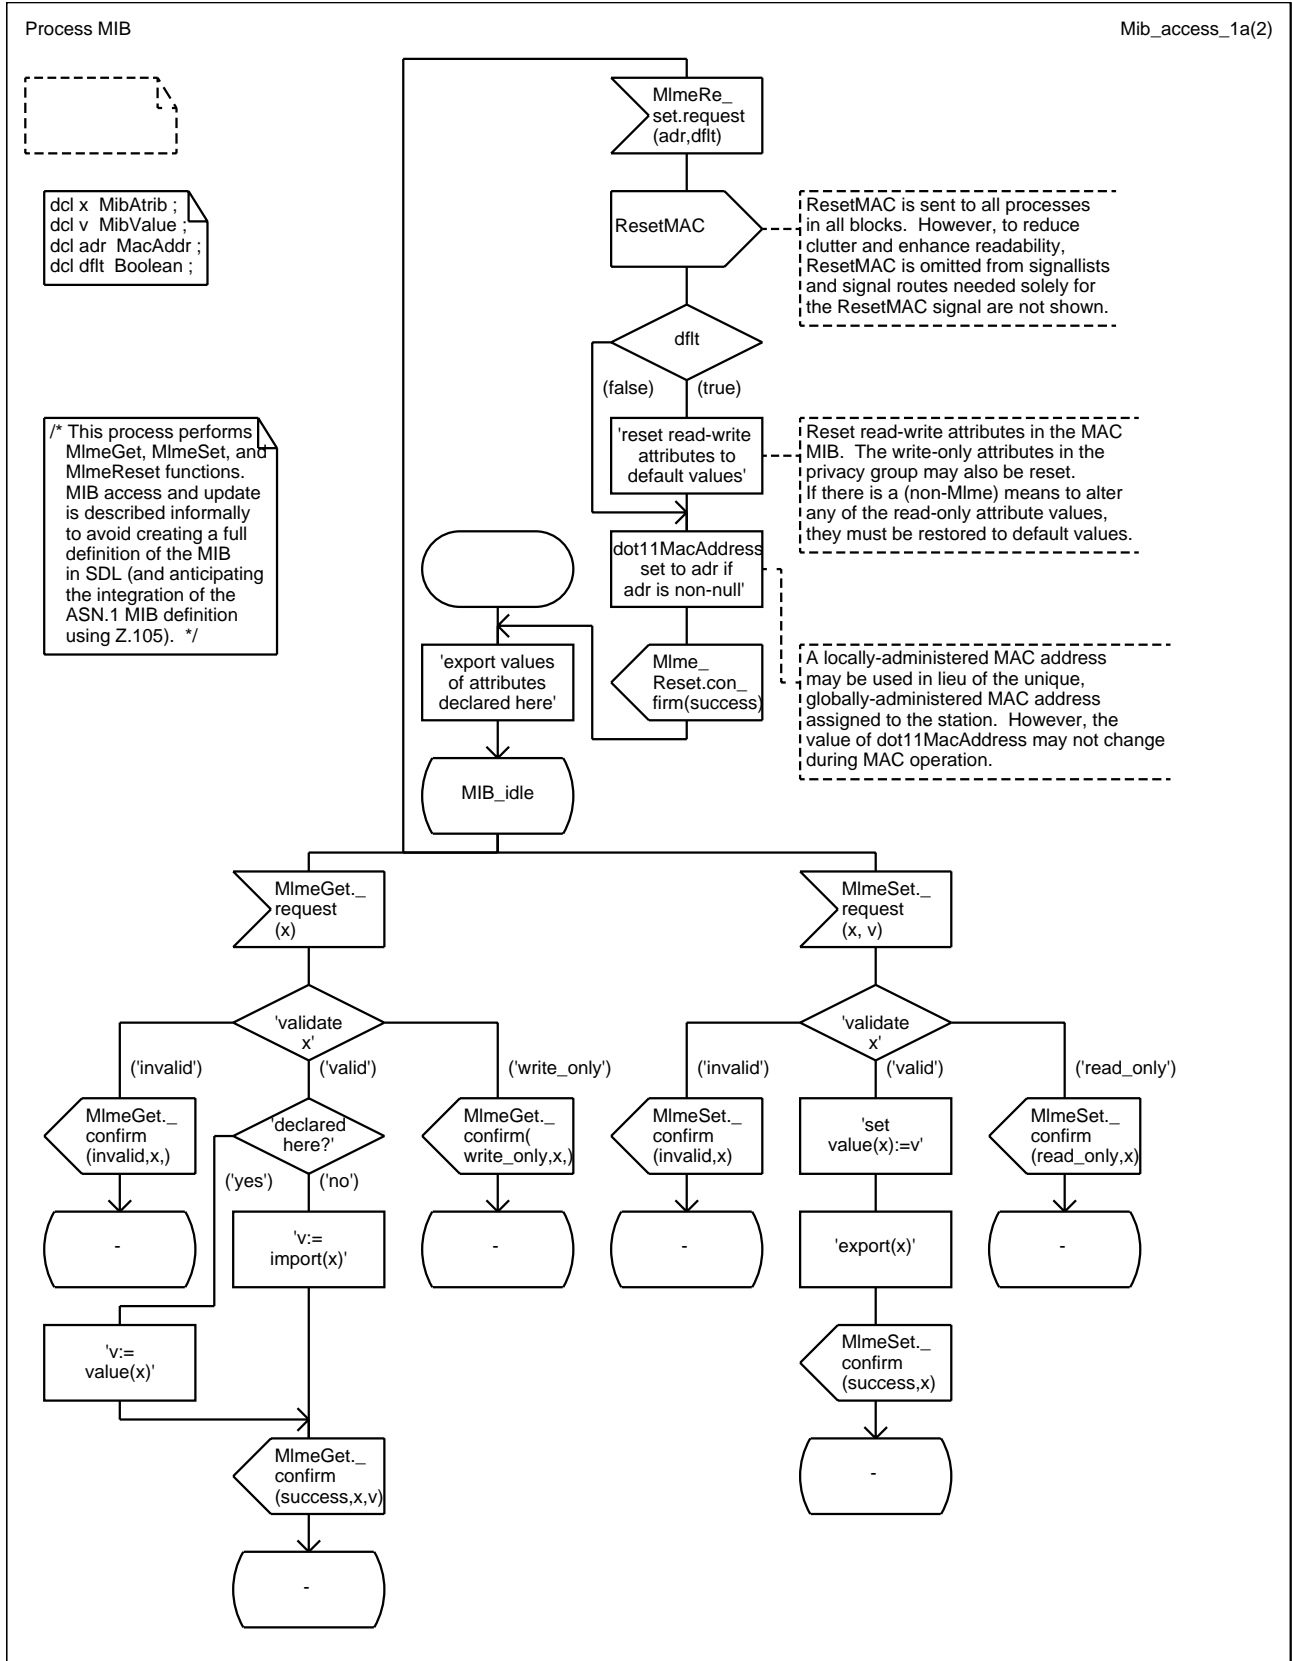 Process MIB
Mib_access_1a(2)
MlmeRe_
set.request
(adr,dflt)
dcl x  MibAtrib ;
dcl v  MibValue ;
dcl adr  MacAddr ;
dcl dflt  Boolean ;
ResetMAC
ResetMAC is sent to all processes
in all blocks.  However, to reduce
clutter and enhance readability,
ResetMAC is omitted from signallists
and signal routes needed solely for
the ResetMAC signal are not shown.
dflt
(false)
(true)
/* This process performs
MlmeGet, MlmeSet, and
MlmeReset functions.
MIB access and update
is described informally
to avoid creating a full
definition of the MIB
in SDL (and anticipating
the integration of the
ASN.1 MIB definition
using Z.105).  */
'reset read-write
attributes to
default values'
Reset read-write attributes in the MAC
MIB.  The write-only attributes in the
privacy group may also be reset.
If there is a (non-Mlme) means to alter
any of the read-only attribute values,
they must be restored to default values.
dot11MacAddress
set to adr if
adr is non-null'
'export values
of attributes
declared here'
Mlme_
Reset.con_
firm(success)
A locally-administered MAC address
may be used in lieu of the unique,
globally-administered MAC address
assigned to the station.  However, the
value of dot11MacAddress may not change
during MAC operation.
MIB_idle
MlmeGet._
request
(x)
MlmeSet._
request
(x, v)
'validate
x'
'validate
x'
('invalid')
('valid')
('write_only')
('invalid')
('valid')
('read_only')
MlmeGet._
confirm
(invalid,x,)
'declared
here?'
MlmeGet._
confirm(
write_only,x,)
MlmeSet._
confirm
(invalid,x)
'set
value(x):=v'
MlmeSet._
confirm
(read_only,x)
('yes')
('no')
-
'v:=
import(x)'
-
-
'export(x)'
-
'v:=
value(x)'
MlmeSet._
confirm
(success,x)
MlmeGet._
confirm
(success,x,v)
-
-